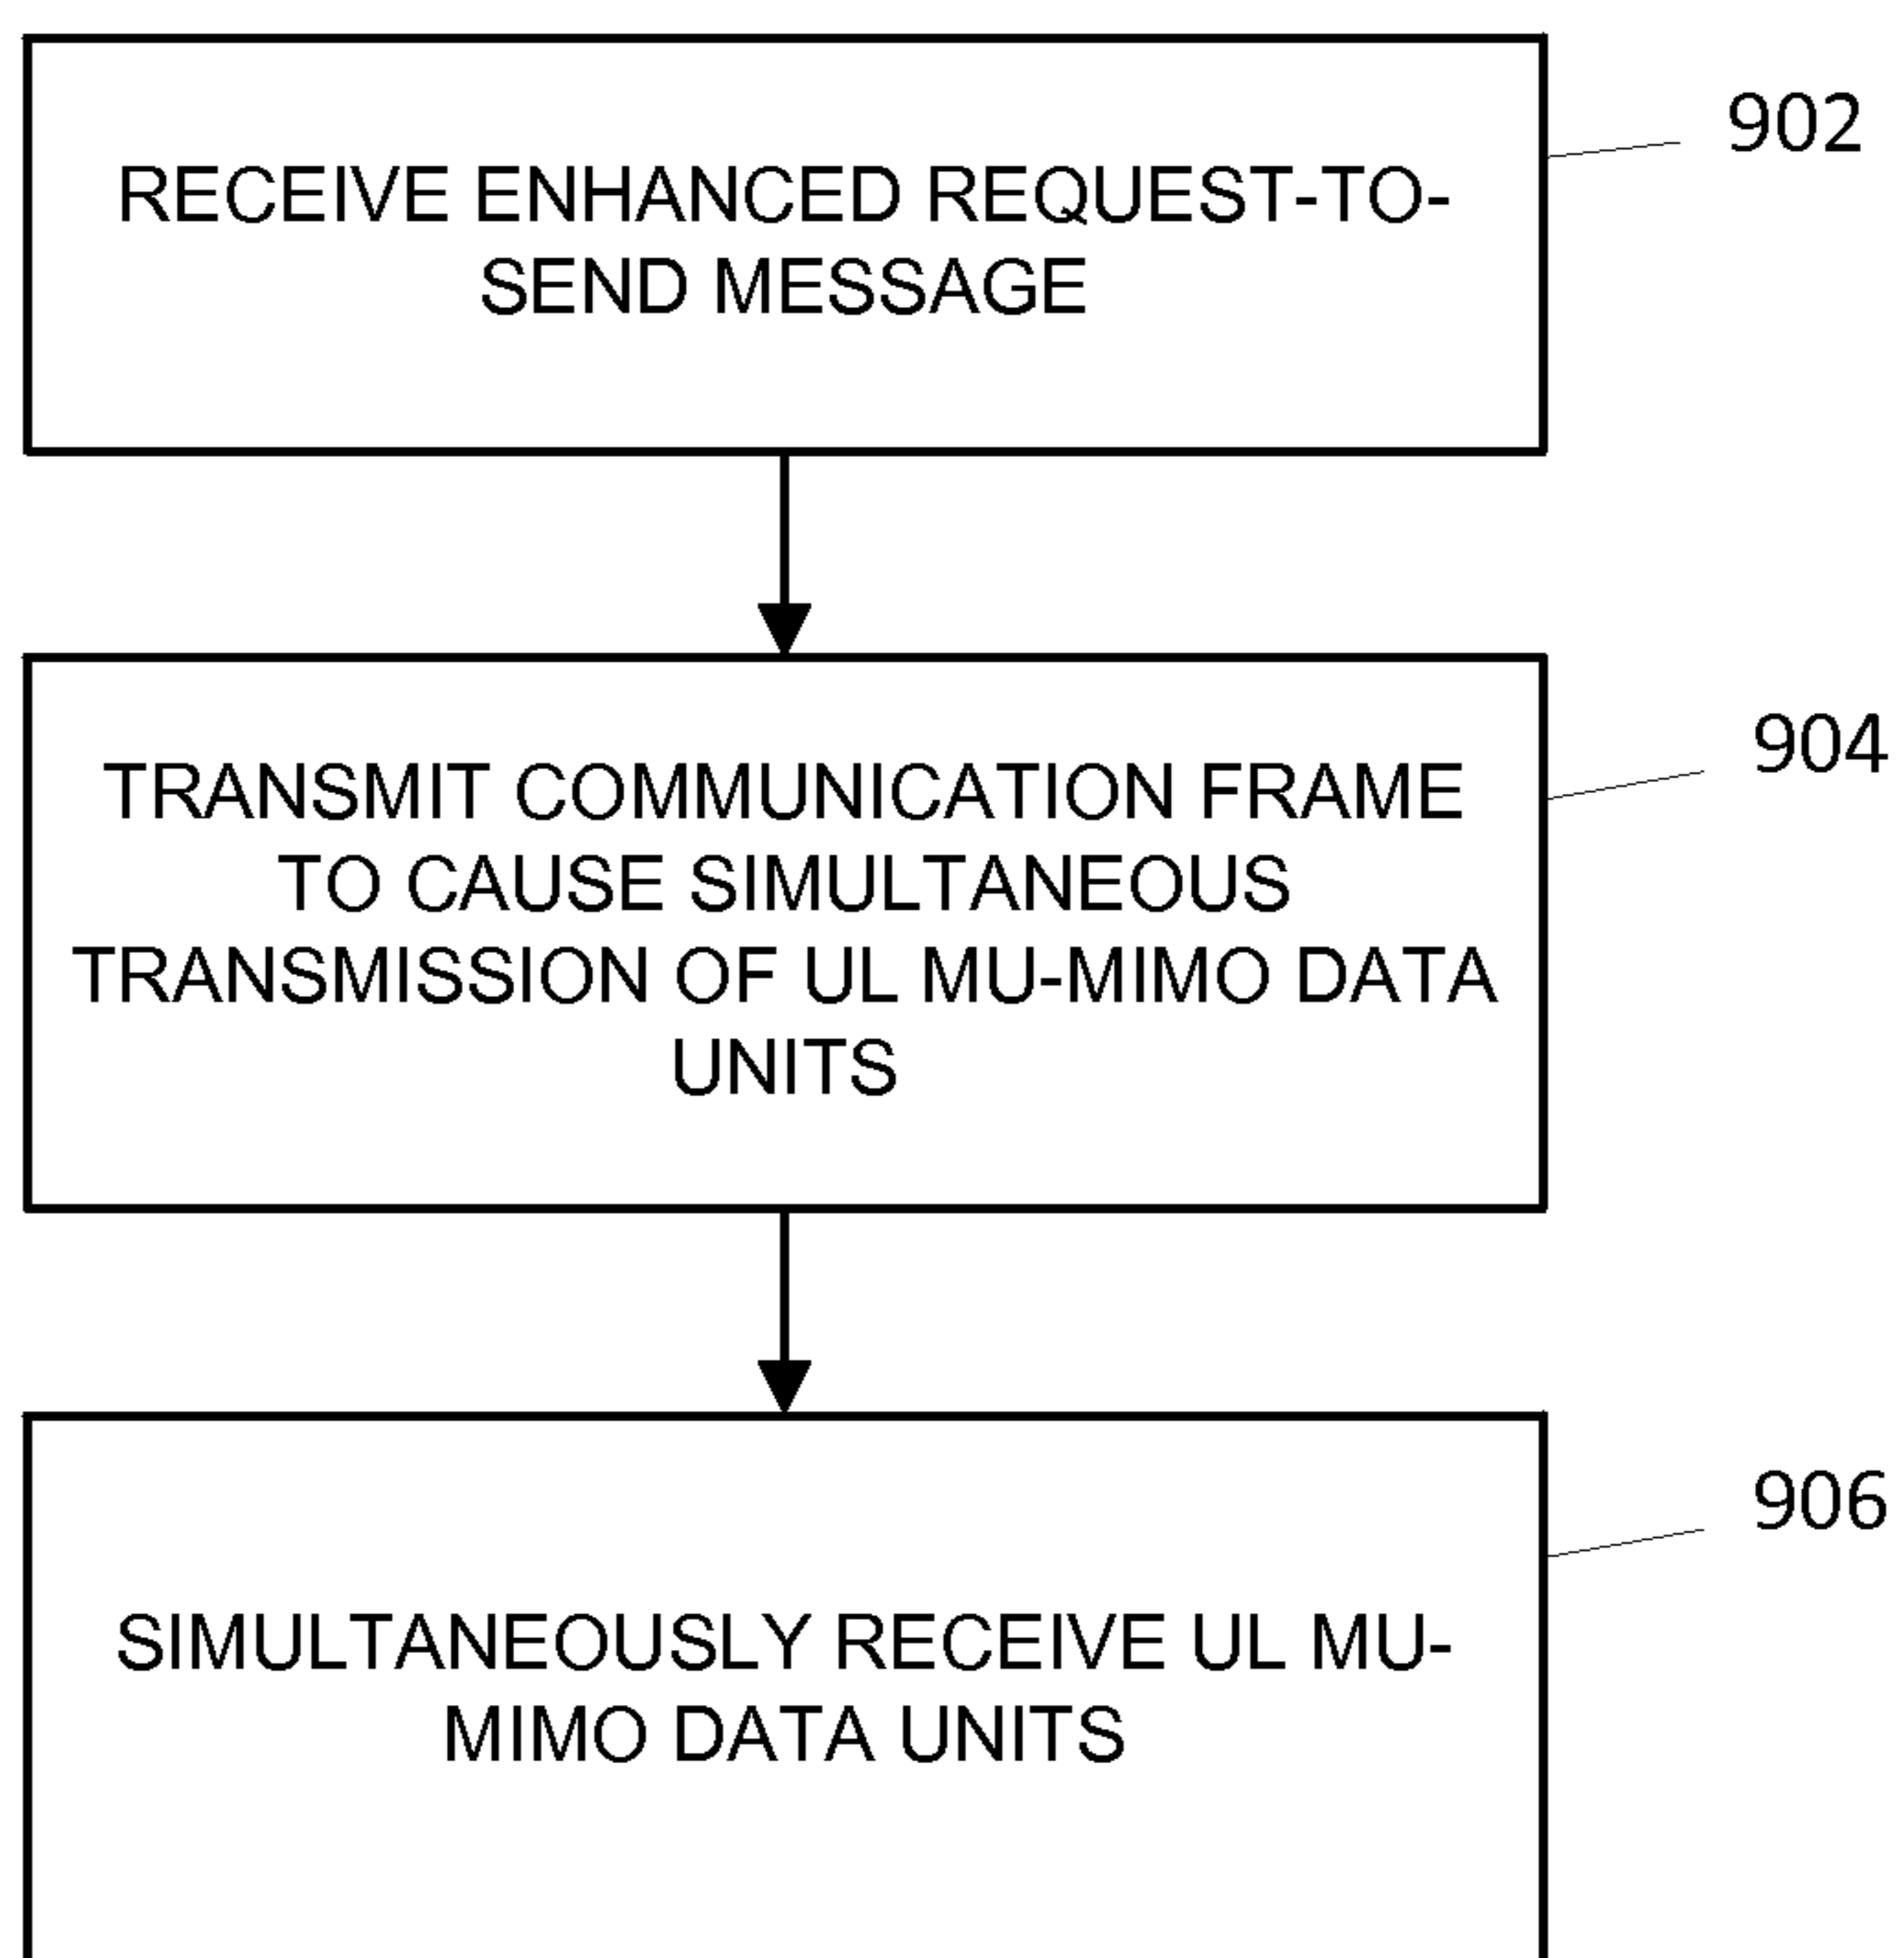 902
RECEIVE ENHANCED REQUEST-TO-
SEND MESSAGE
904
TRANSMIT COMMUNICATION FRAME
TO CAUSE SIMULTANEOUS
TRANSMISSION OF UL MU-MIMO DATA
UNITS
906
SIMULTANEOUSLY RECEIVE UL MU-
MIMO DATA UNITS